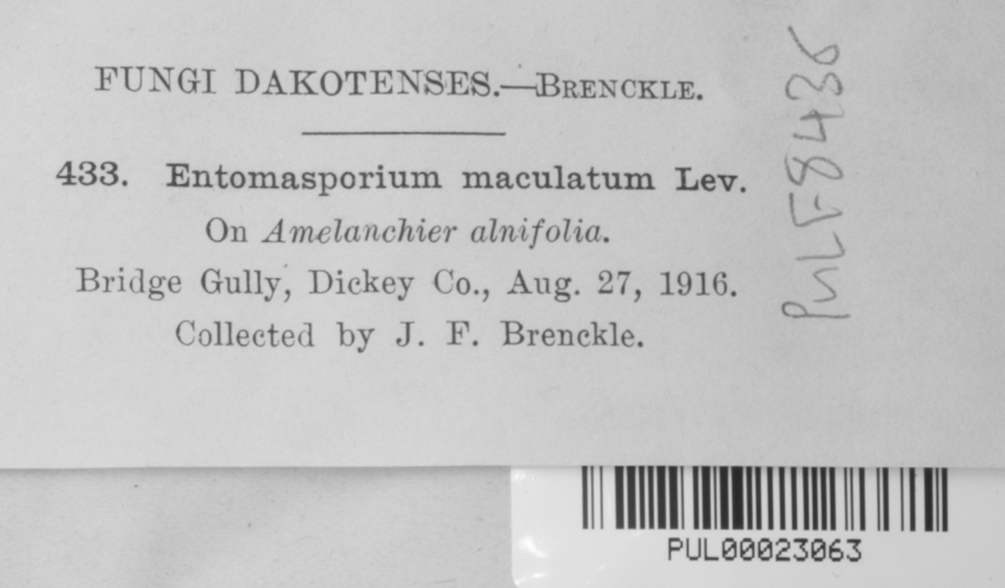 FUNGI DAKOTENSES.—BRENCKLE.
433. Entomasporium maculatum Lev.
On Amelanchier alnifolia.
Bridge Gully, Dickey Co., Aug. 27, 1916.
Collected by J. F. Brenckle.
PUL F8436
PUL00023063